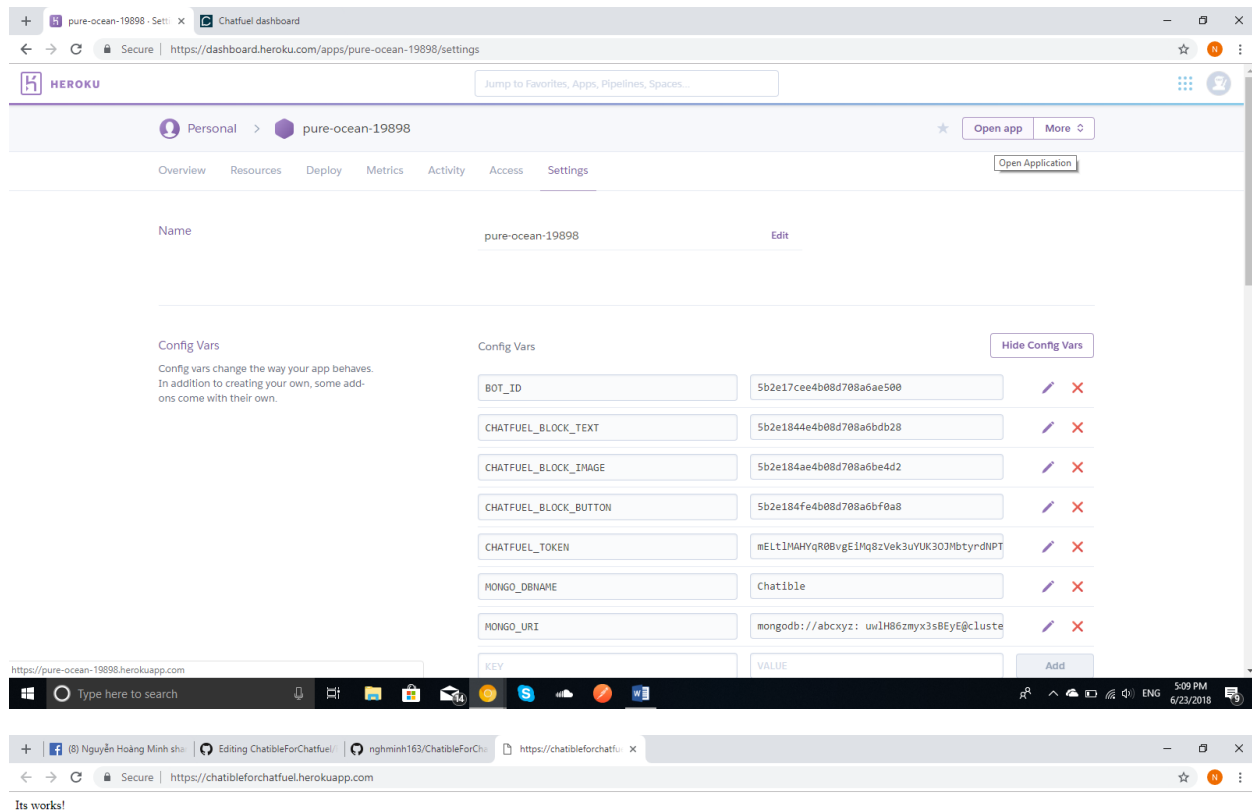 pure-ocean-19898 · Setti
Chatfuel dashboard
Secure | https://dashboard.heroku.com/apps/pure-ocean-19898/settings
N
HEROKU
Jump to Favorites, Apps, Pipelines, Spaces...
Personal > pure-ocean-19898
Open app More
Open Application
Overview Resources Deploy Metrics Activity Access Settings
Name
pure-ocean-19898
Edit
Config Vars
Config vars change the way your app behaves.
In addition to creating your own, some add-
ons come with their own.
Config Vars
Hide Config Vars
BOT_ID 5b2e17cee4b08d708a6ae500
CHATFUEL_BLOCK_TEXT 5b2e1844e4b08d708a6bdb28
CHATFUEL_BLOCK_IMAGE 5b2e184ae4b08d708a6be4d2
CHATFUEL_BLOCK_BUTTON 5b2e184fe4b08d708a6bf0a8
CHATFUEL_TOKEN mELtlMAHYqR0BvgEiMq8zVek3uYUK3OJMbtyrdNPT
MONGO_DBNAME Chatible
MONGO_URI mongodb://abcxyz: uwlH86zmyx3sBEyE@cluste
KEY VALUE Add
https://pure-ocean-19898.herokuapp.com
Type here to search
14
ENG
5:09 PM
6/23/2018
9
(8) Nguyễn Hoàng Minh sha
Editing ChatibleForChatfuel/
nghminh163/ChatibleForCha
https://chatibleforchatfu
Secure | https://chatibleforchatfuel.herokuapp.com
N
Its works!